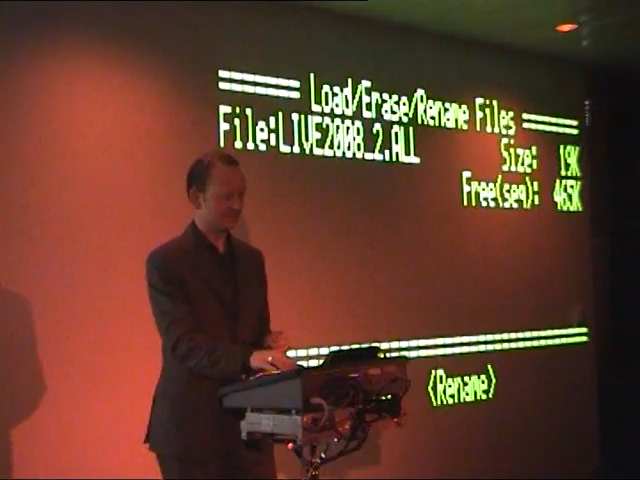 Load/Erase/Rename Files
File:LIVE2008_2.ALL
Size: 19K
Free(seq): 465K
<Rename>